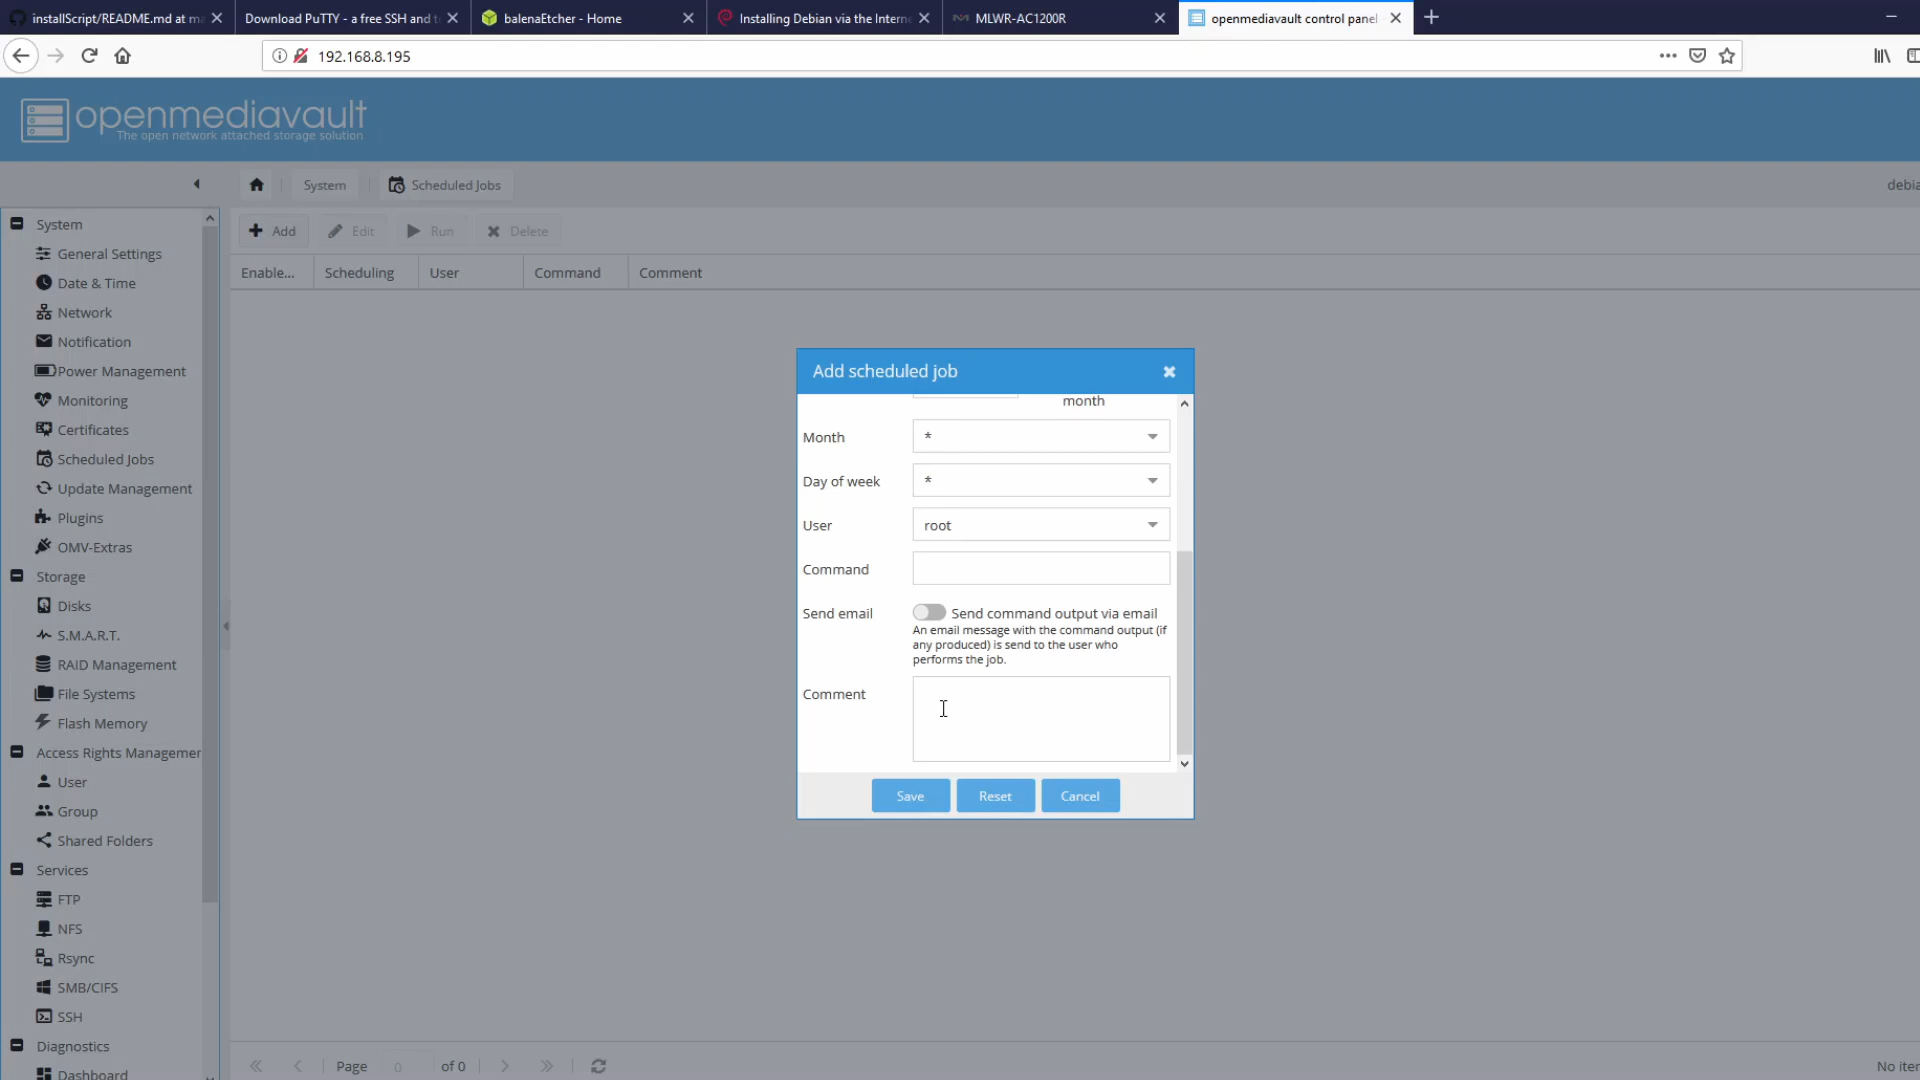 installScript/README.md at ma
Download PuTTY - a free SSH and t
balenaEtcher - Home
Installing Debian via the Intern
MLWR-AC1200R
openmediavault control panel
192.168.8.195
openmediavault
The open network attached storage solution
System
Scheduled Jobs
debia
System
General Settings
Date & Time
Network
Notification
Power Management
Monitoring
Certificates
Scheduled Jobs
Update Management
Plugins
OMV-Extras
Storage
Disks
S.M.A.R.T.
RAID Management
File Systems
Flash Memory
Access Rights Managemen
User
Group
Shared Folders
Services
FTP
NFS
Rsync
SMB/CIFS
SSH
Diagnostics
Dashboard
Add
Edit
Run
Delete
Enable...
Scheduling
User
Command
Comment
Add scheduled job
month
Month
*
Day of week
*
User
root
Command
Send email
Send command output via email
An email message with the command output (if
any produced) is send to the user who
performs the job.
Comment
Save
Reset
Cancel
Page
0
of 0
No iter